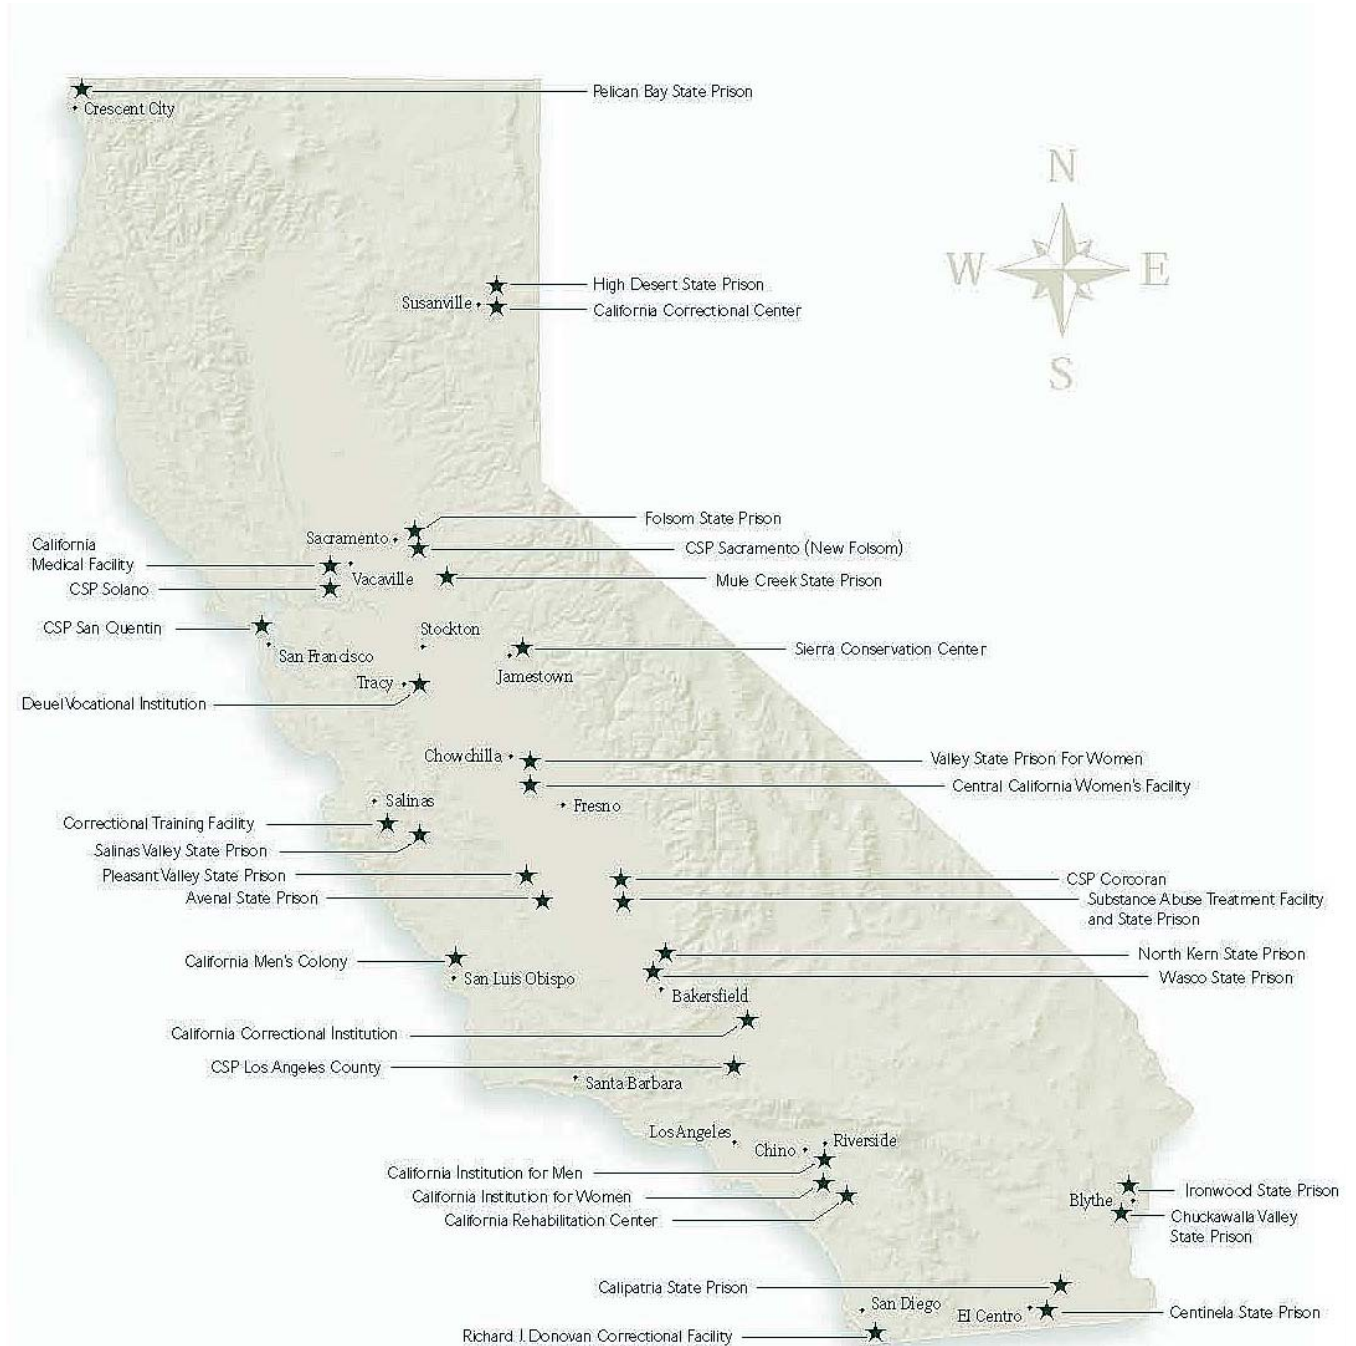 Pelican Bay State Prison
Crescent City
N
W
E
S
High Desert State Prison
Susanville
California Correctional Center
Folsom State Prison
Sacramento
CSP Sacramento (New Folsom)
California
Medical Facility
Vacaville
Mule Creek State Prison
CSP Solano
CSP San Quentin
Stockton
San Francisco
Sierra Conservation Center
Jamestown
Tracy
Deuel Vocational Institution
Chowchilla
Valley State Prison For Women
Central California Women's Facility
Salinas
Fresno
Correctional Training Facility
Salinas Valley State Prison
Pleasant Valley State Prison
CSP Corcoran
Avenal State Prison
Substance Abuse Treatment Facility
and State Prison
North Kern State Prison
California Men's Colony
San Luis Obispo
Wasco State Prison
Bakersfield
California Correctional Institution
CSP Los Angeles County
Santa Barbara
Los Angeles
Riverside
Chino
California Institution for Men
California Institution for Women
California Rehabilitation Center
Ironwood State Prison
Blythe
Chuckawalla Valley
State Prison
Calipatria State Prison
San Diego
El Centro
Centinela State Prison
Richard J. Donovan Correctional Facility